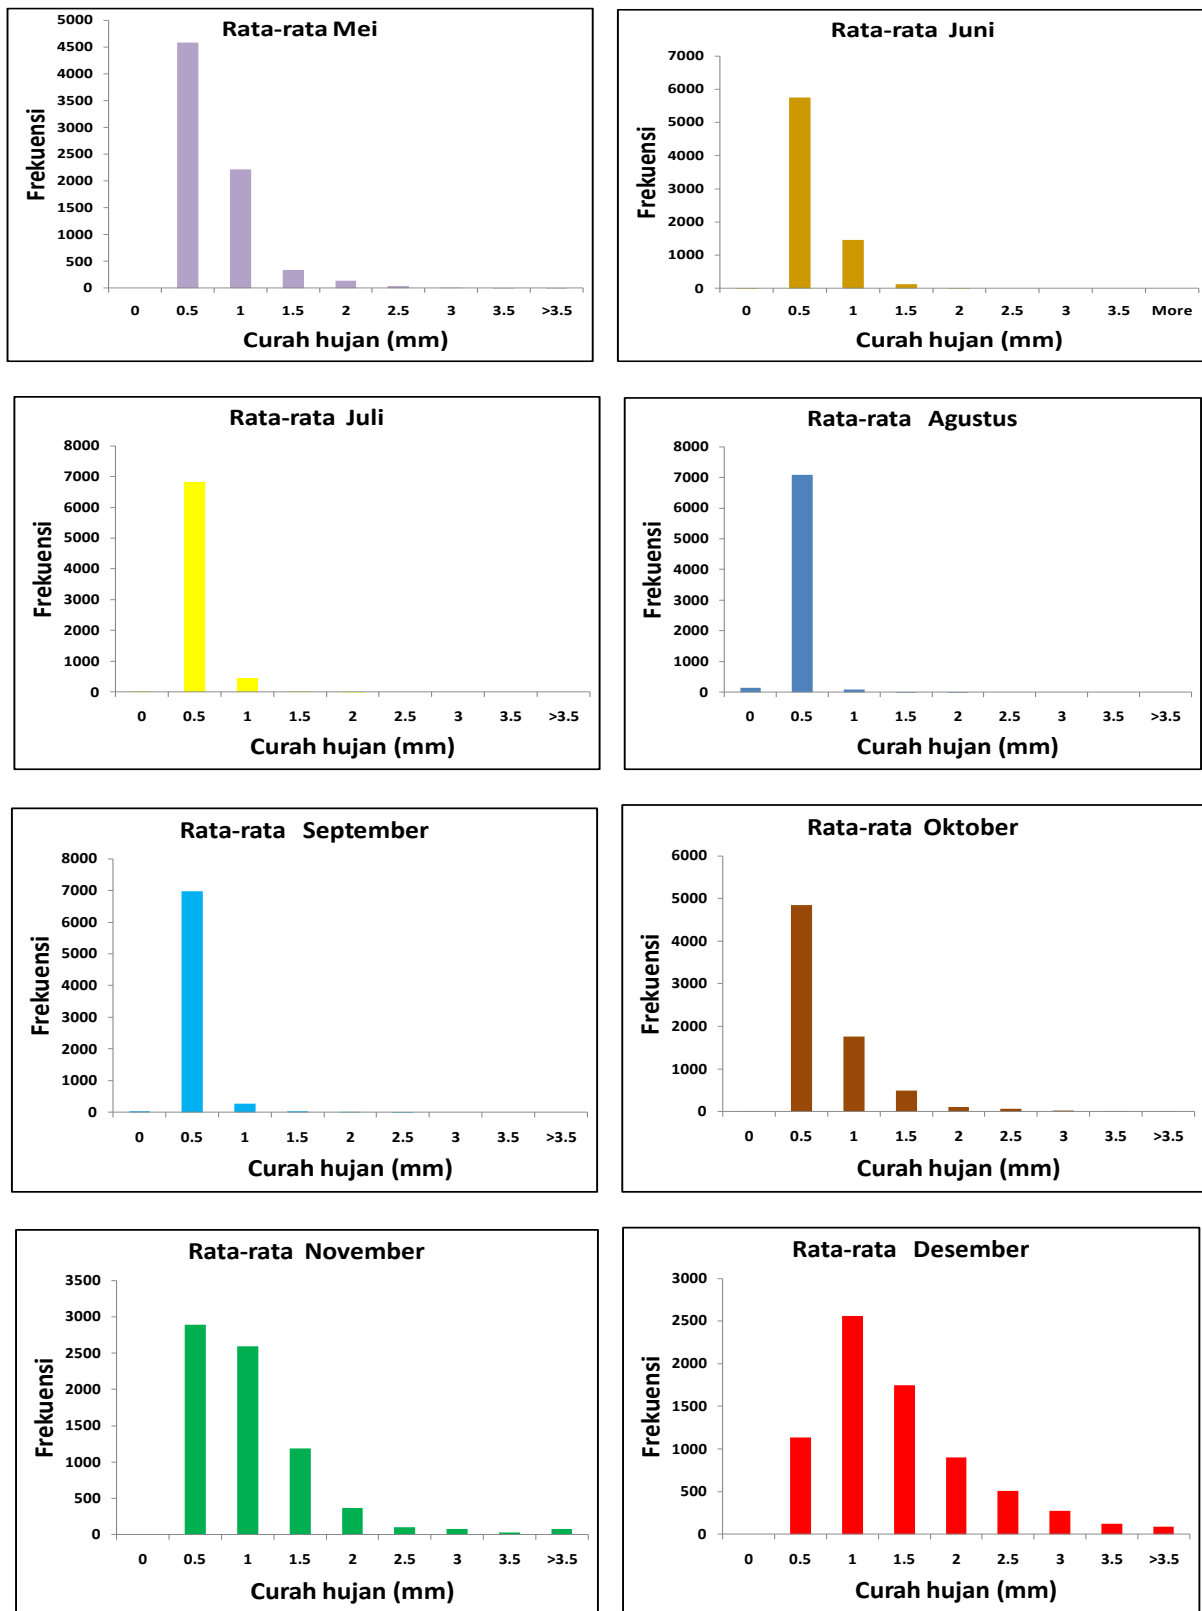 Rata-rata Mei
Frekuensi
5000
4500
4000
3500
3000
2500
2000
1500
1000
500
0
0 0.5 1 1.5 2 2.5 3 3.5 >3.5
Curah hujan (mm)
Rata-rata Juni
Frekuensi
7000
6000
5000
4000
3000
2000
1000
0
0 0.5 1 1.5 2 2.5 3 3.5 More
Curah hujan (mm)
Rata-rata Juli
Frekuensi
8000
7000
6000
5000
4000
3000
2000
1000
0
0 0.5 1 1.5 2 2.5 3 3.5 >3.5
Curah hujan (mm)
Rata-rata Agustus
Frekuensi
8000
7000
6000
5000
4000
3000
2000
1000
0
0 0.5 1 1.5 2 2.5 3 3.5 >3.5
Curah hujan (mm)
Rata-rata September
Frekuensi
8000
7000
6000
5000
4000
3000
2000
1000
0
0 0.5 1 1.5 2 2.5 3 3.5 >3.5
Curah hujan (mm)
Rata-rata Oktober
Frekuensi
6000
5000
4000
3000
2000
1000
0
0 0.5 1 1.5 2 2.5 3 3.5 >3.5
Curah hujan (mm)
Rata-rata November
Frekuensi
3500
3000
2500
2000
1500
1000
500
0
0 0.5 1 1.5 2 2.5 3 3.5 >3.5
Curah hujan (mm)
Rata-rata Desember
Frekuensi
3000
2500
2000
1500
1000
500
0
0 0.5 1 1.5 2 2.5 3 3.5 >3.5
Curah hujan (mm)